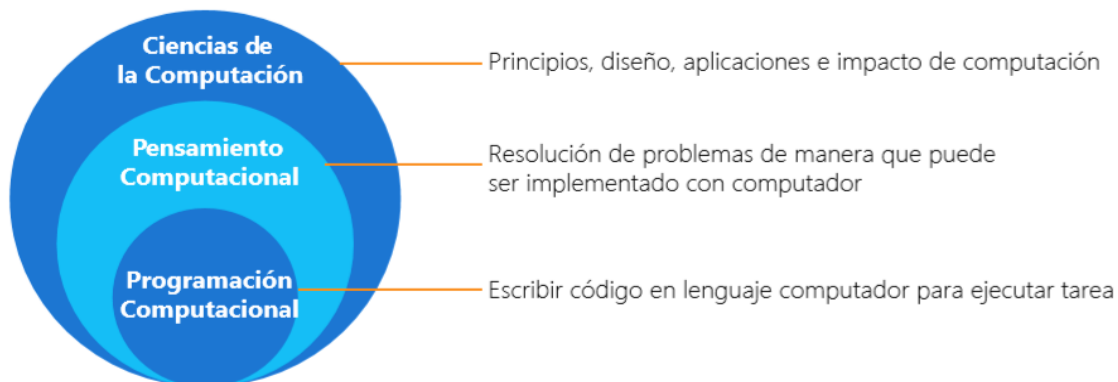 Ciencias de
la Computación
Principios, diseño, aplicaciones e impacto de computación
Pensamiento
Computacional
Resolución de problemas de manera que puede
ser implementado con computador
Programación
Computacional
Escribir código en lenguaje computador para ejecutar tarea